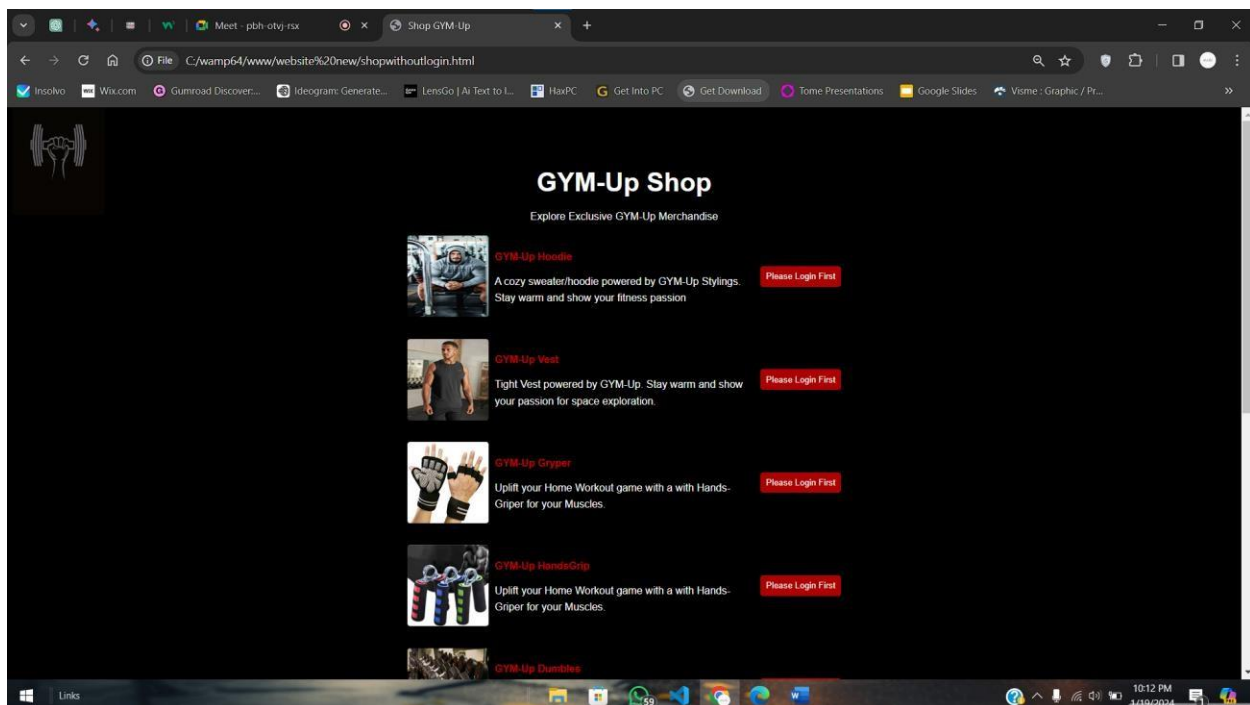 Meet - pbh-otvj-rsx
Shop GYM-Up
File C:/wamp64/www/website%20new/shopwithoutlogin.html
Insolvo
WIX Wix.com
Gumroad Discover:...
Ideogram: Generate...
LensGo | Ai Text to I...
HaxPC
G Get Into PC
Get Download
Tome Presentations
Google Slides
Visme : Graphic / Pr...
GYM-Up Shop
Explore Exclusive GYM-Up Merchandise
GYM-Up Hoodie
A cozy sweater/hoodie powered by GYM-Up Stylings.
Stay warm and show your fitness passion
Please Login First
GYM-Up Vest
Tight Vest powered by GYM-Up. Stay warm and show
your passion for space exploration.
Please Login First
GYM-Up Gryper
Uplift your Home Workout game with a with Hands-
Griper for your Muscles.
Please Login First
GYM-Up HandsGrip
Uplift your Home Workout game with a with Hands-
Griper for your Muscles.
Please Login First
GYM-Up Dumbles
Links
59
10:12 PM
1/19/2024